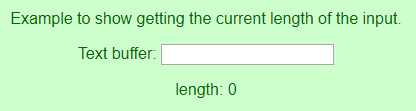 Example to show getting the current length of the input.
Text buffer:
length: 0